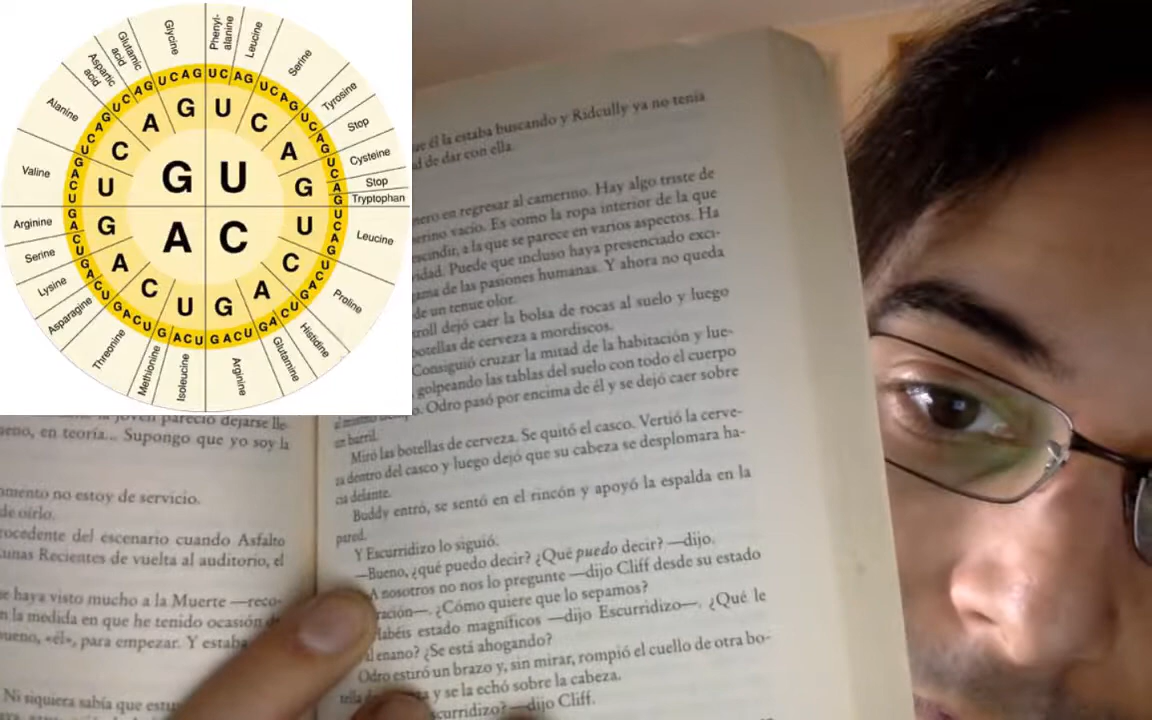 Phenyl-
alanine
Leucine
Serine
Tyrosine
Stop
Cysteine
Stop
Tryptophan
Leucine
Proline
Histidine
Glutamine
Arginine
Isoleucine
Methionine
Threonine
Asparagine
Lysine
Serine
Arginine
Valine
Alanine
Aspartic
acid
Glutamic
acid
Glycine
G U
A C
U C A G
U C A G
U C A G
U C A G
él la estaba buscando y Ridcully ya no tenía
de dar con ella.
en regresar al camerino. Hay algo triste de
vacío. Es como la ropa interior de la que
a la que se parece en varios aspectos. Ha
Puede que incluso haya presenciado exci-
de las pasiones humanas. Y ahora no queda
de un tenue olor.
dejó caer la bolsa de rocas al suelo y luego
botellas de cerveza a mordiscos.
Consiguió cruzar la mitad de la habitación y lue-
golpeando las tablas del suelo con todo el cuerpo
Odro pasó por encima de él y se dejó caer sobre
un barril.
Miró las botellas de cerveza. Se quitó el casco. Vertió la cerve-
za dentro del casco y luego dejó que su cabeza se desplomara ha-
cia delante.
Buddy entró, se sentó en el rincón y apoyó la espalda en la
pared.
Y Escurridizo lo siguió.
—Bueno, ¿qué puedo decir? ¿Qué puedo decir? —dijo.
A nosotros no nos lo pregunte —dijo Cliff desde su estado
¿Cómo quiere que lo sepamos?
Habéis estado magníficos —dijo Escurridizo—. ¿Qué le
al enano? ¿Se está ahogando?
Odro estiró un brazo y, sin mirar, rompió el cuello de otra bo-
tella y se la echó sobre la cabeza.
—dijo Cliff.
la joven pareció dejarse lle-
en teoría... Supongo que yo soy la
no estoy de servicio.
de oírlo.
del escenario cuando Asfalto
Recientes de vuelta al auditorio, el
haya visto mucho a la Muerte —reco-
la medida en que he tenido ocasión
«él», para empezar. Y estaba
Ni siquiera sabía que